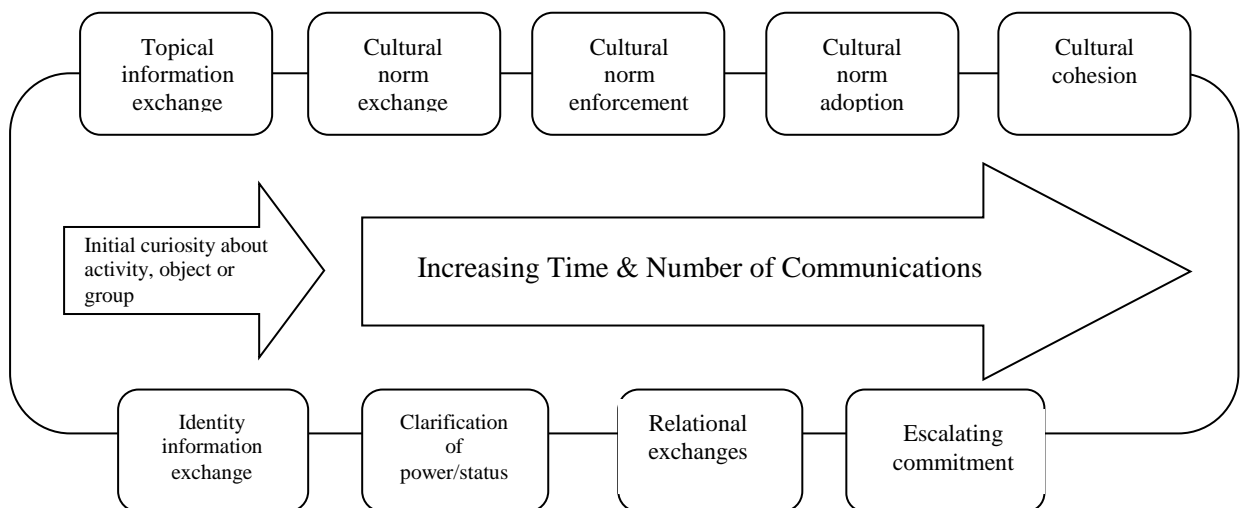 Topical
information
exchange
Cultural
norm
exchange
Cultural
norm
enforcement
Cultural
norm
adoption
Cultural
cohesion
Initial curiosity about
activity, object or
group
Increasing Time & Number of Communications
Identity
information
exchange
Clarification
of
power/status
Relational
exchanges
Escalating
commitment